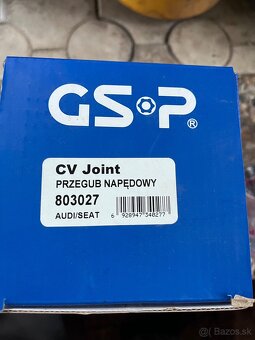 GSP®
CV Joint
PRZEGUB NAPĘDOWY
803027
AUDI/SEAT
6 928947 340277
Bazos.sk